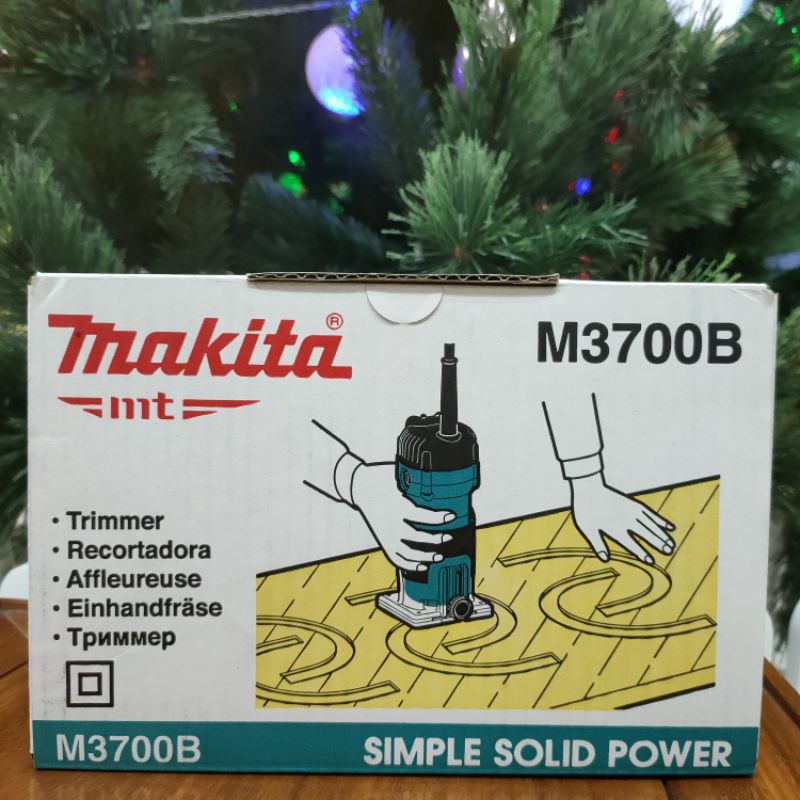 Makita®
M3700B
mt
• Trimmer
• Recortadora
• Affleureuse
• Einhandfräse
• Триммер
M3700B
SIMPLE SOLID POWER